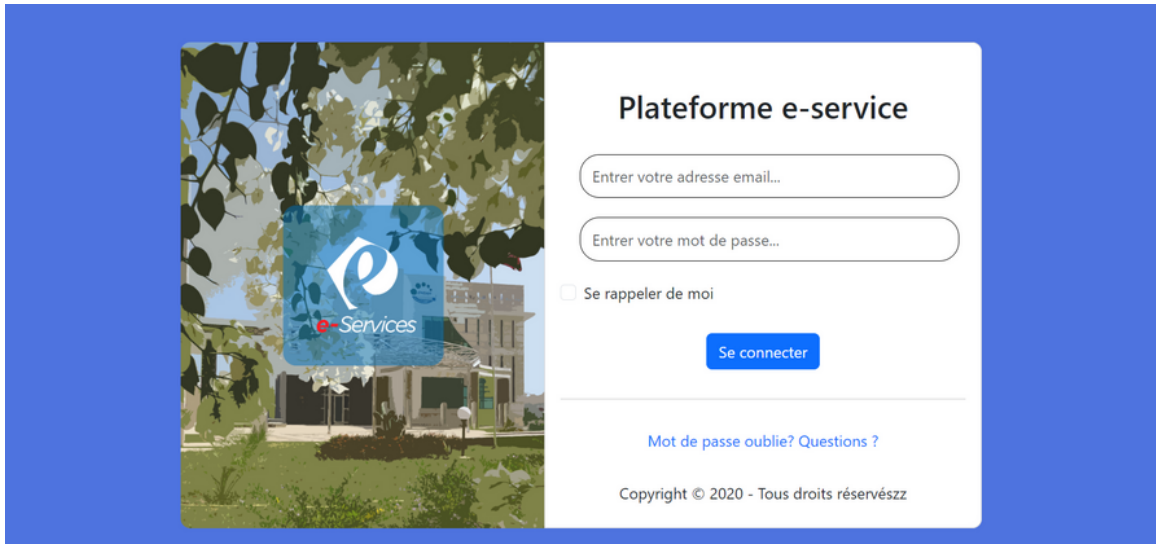 e-Services
Plateforme e-service
Entrer votre adresse email...
Entrer votre mot de passe...
Se rappeler de moi
Se connecter
Mot de passe oublie? Questions ?
Copyright © 2020 - Tous droits réservészz